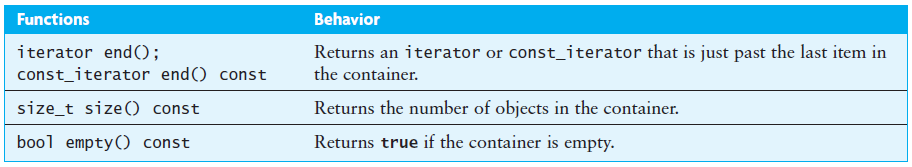 Functions Behavior
iterator end(); Returns an iterator or const_iterator that is just past the last item in
const_iterator end() const the container.
size_t size() const Returns the number of objects in the container.
bool empty() const Returns true if the container is empty.